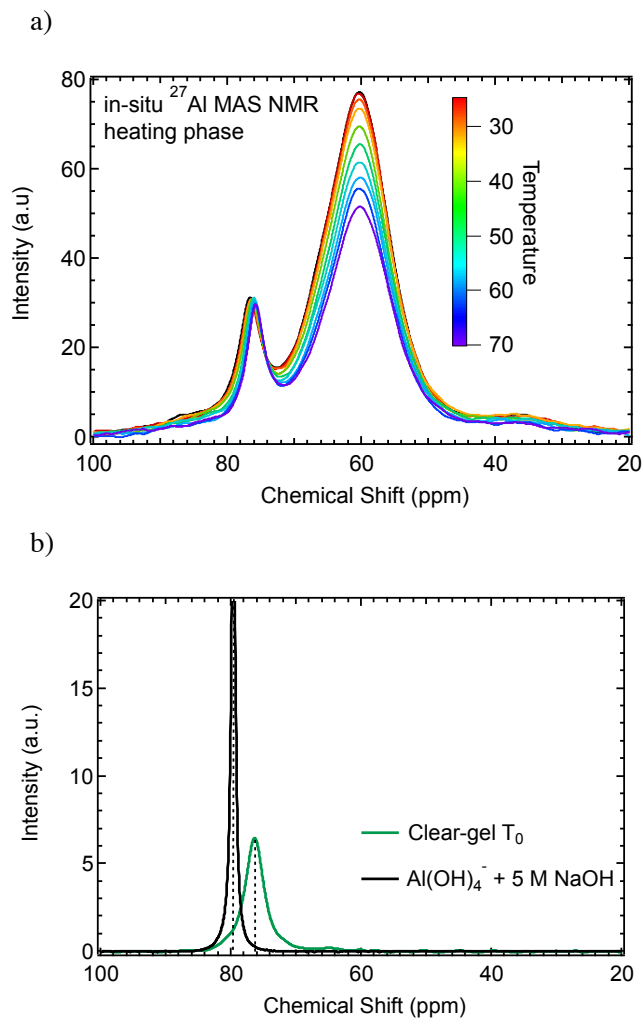 a)
80
60
40
20
0
Intensity (a.u)
in-situ ²⁷Al MAS NMR
heating phase
30
40
50
60
70
Temperature
100 80 60 40 20
Chemical Shift (ppm)
b)
20
15
10
5
0
Intensity (a.u.)
Clear-gel T₀
Al(OH)₄⁻ + 5 M NaOH
100 80 60 40 20
Chemical Shift (ppm)